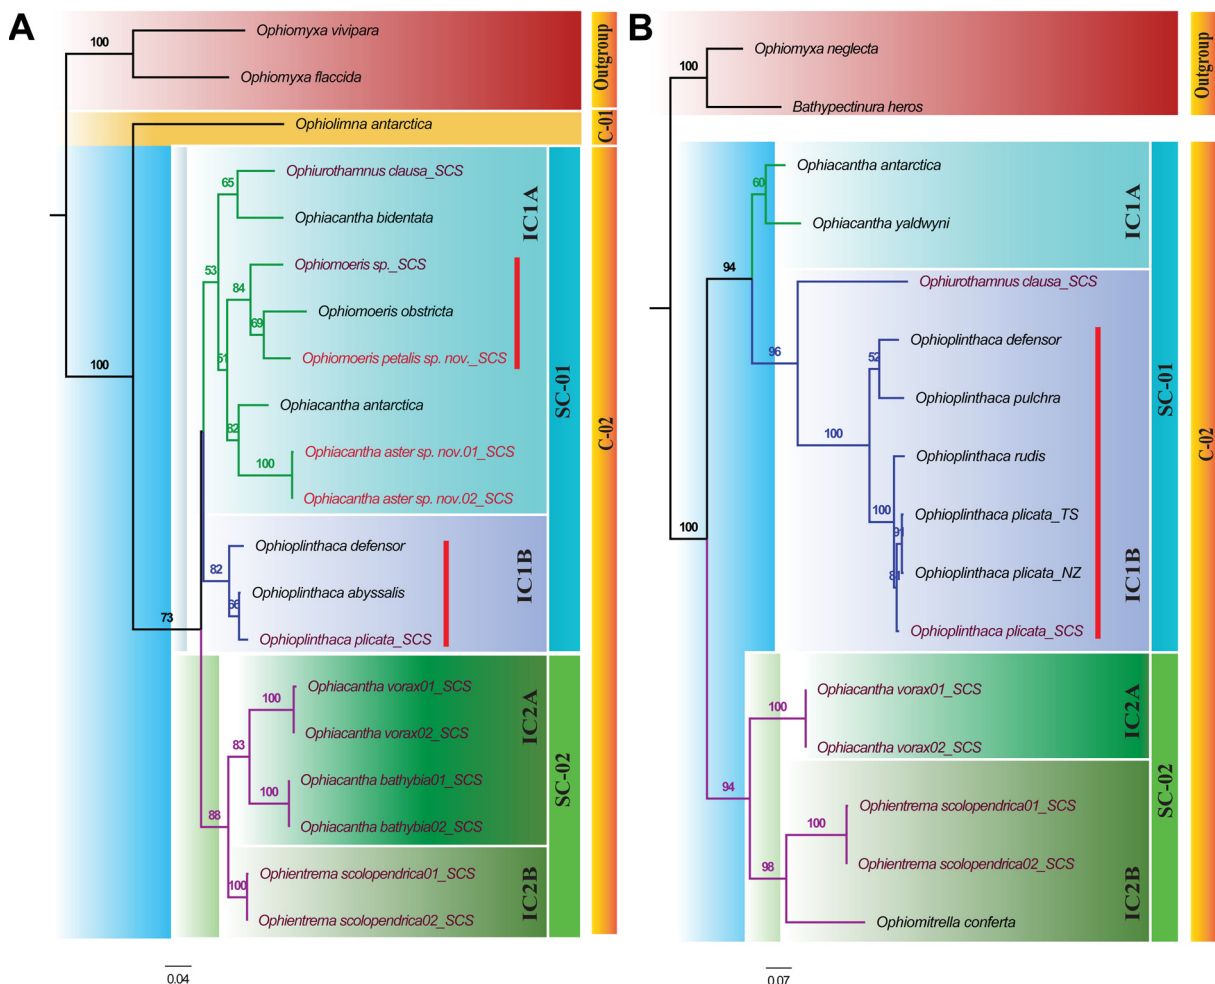 A
Ophiomyxa vivipara
100
Ophiomyxa flaccida
Outgroup
Ophiolimna antarctica
C-01
Ophiurothamnus clausa_SCS
65
Ophiacantha bidentata
IC1A
Ophiomoeris sp._SCS
53
84
Ophiomoeris obstricta
69
Ophiomoeris petalis sp. nov._SCS
51
100
Ophiacantha antarctica
82
Ophiacantha aster sp. nov.01_SCS
100
Ophiacantha aster sp. nov.02_SCS
SC-01
C-02
Ophioplinthaca defensor
82
Ophioplinthaca abyssalis
66
Ophioplinthaca plicata_SCS
IC1B
73
Ophiacantha vorax01_SCS
100
Ophiacantha vorax02_SCS
83
Ophiacantha bathybia01_SCS
100
Ophiacantha bathybia02_SCS
IC2A
88
Ophientrema scolopendrica01_SCS
100
Ophientrema scolopendrica02_SCS
IC2B
SC-02
0.04
B
Ophiomyxa neglecta
100
Bathypectinura heros
Outgroup
Ophiacantha antarctica
60
Ophiacantha yaldwyni
IC1A
94
Ophiurothamnus clausa_SCS
96
Ophioplinthaca defensor
52
Ophioplinthaca pulchra
100
Ophioplinthaca rudis
100
Ophioplinthaca plicata_TS
91
Ophioplinthaca plicata_NZ
Ophioplinthaca plicata_SCS
IC1B
SC-01
C-02
100
Ophiacantha vorax01_SCS
100
Ophiacantha vorax02_SCS
IC2A
94
Ophientrema scolopendrica01_SCS
100
Ophientrema scolopendrica02_SCS
98
Ophiomitrella conferta
IC2B
SC-02
0.07